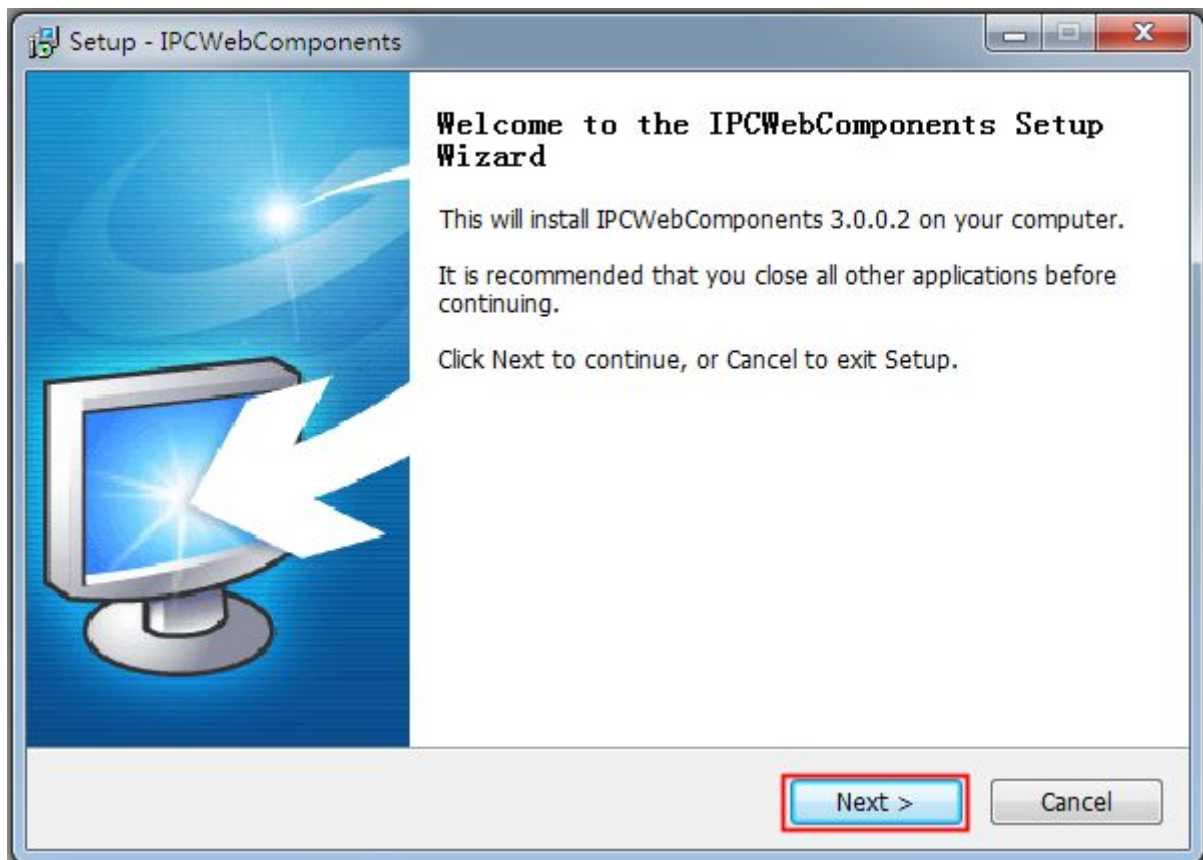 Setup - IPCWebComponents
Welcome to the IPCWebComponents Setup
Wizard
This will install IPCWebComponents 3.0.0.2 on your computer.
It is recommended that you close all other applications before
continuing.
Click Next to continue, or Cancel to exit Setup.
Next >
Cancel